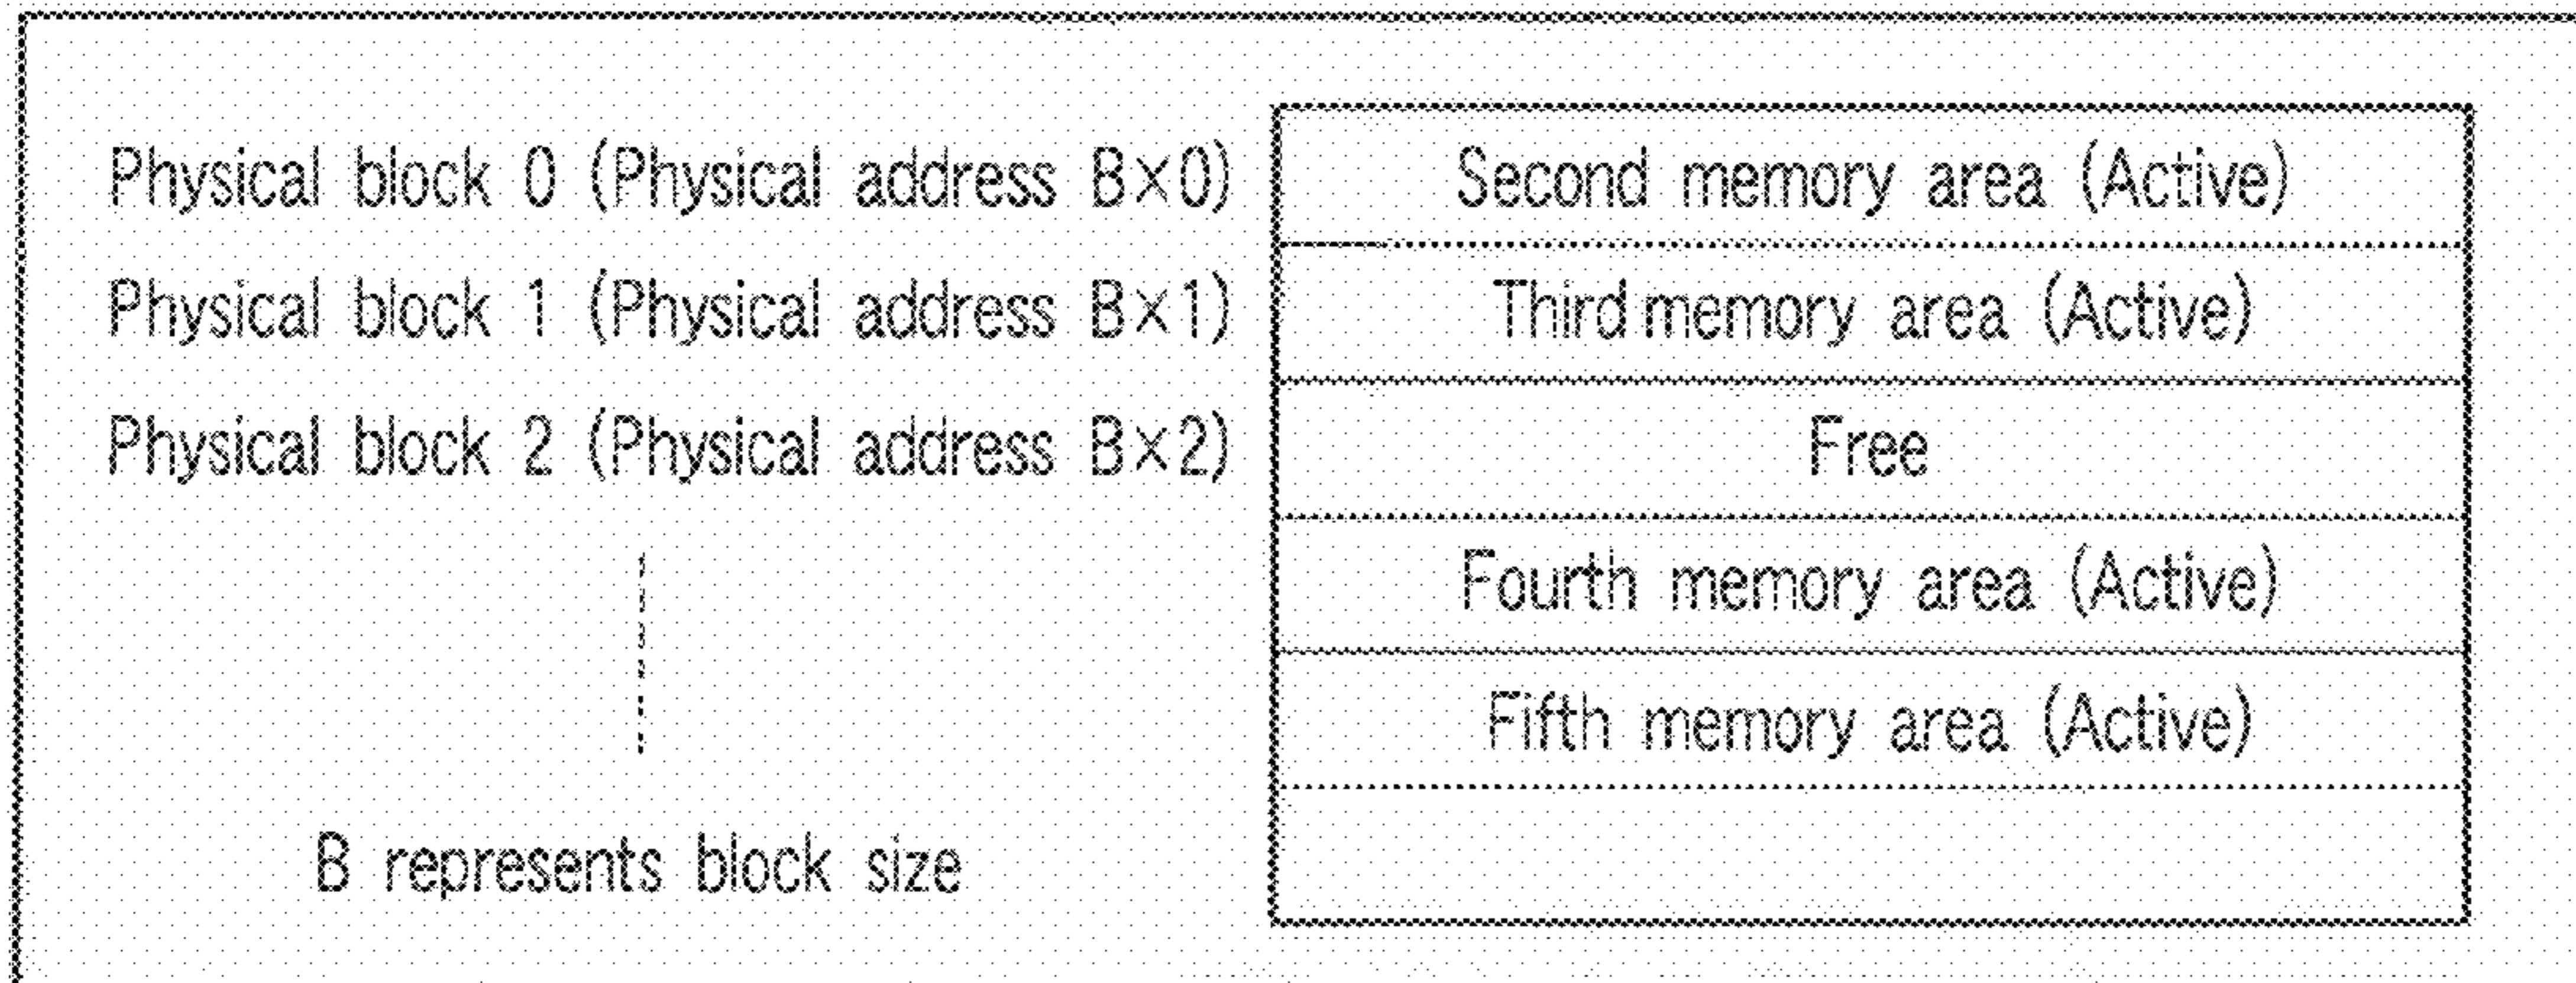 Physical block 0 (Physical address B×0) Second memory area (Active)
Physical block 1 (Physical address B×1) Third memory area (Active)
Physical block 2 (Physical address B×2) Free
Fourth memory area (Active)
Fifth memory area (Active)
B represents block size